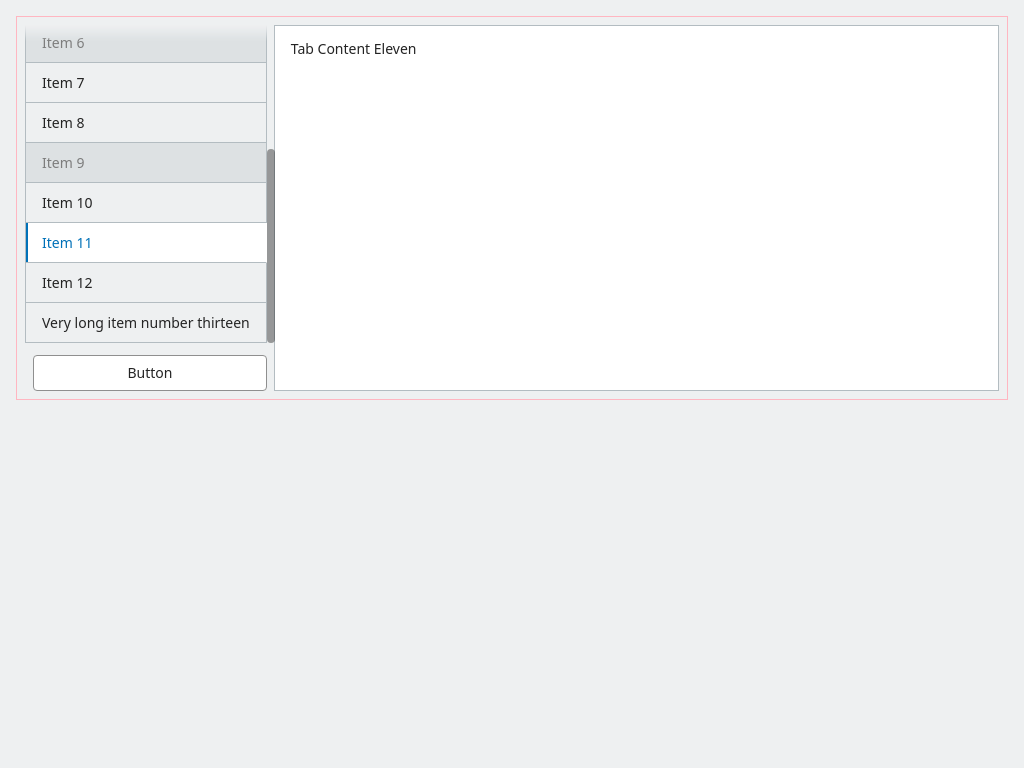 Item 6
Item 7
Item 8
Item 9
Item 10
Item 11
Item 12
Very long item number thirteen
Button
Tab Content Eleven